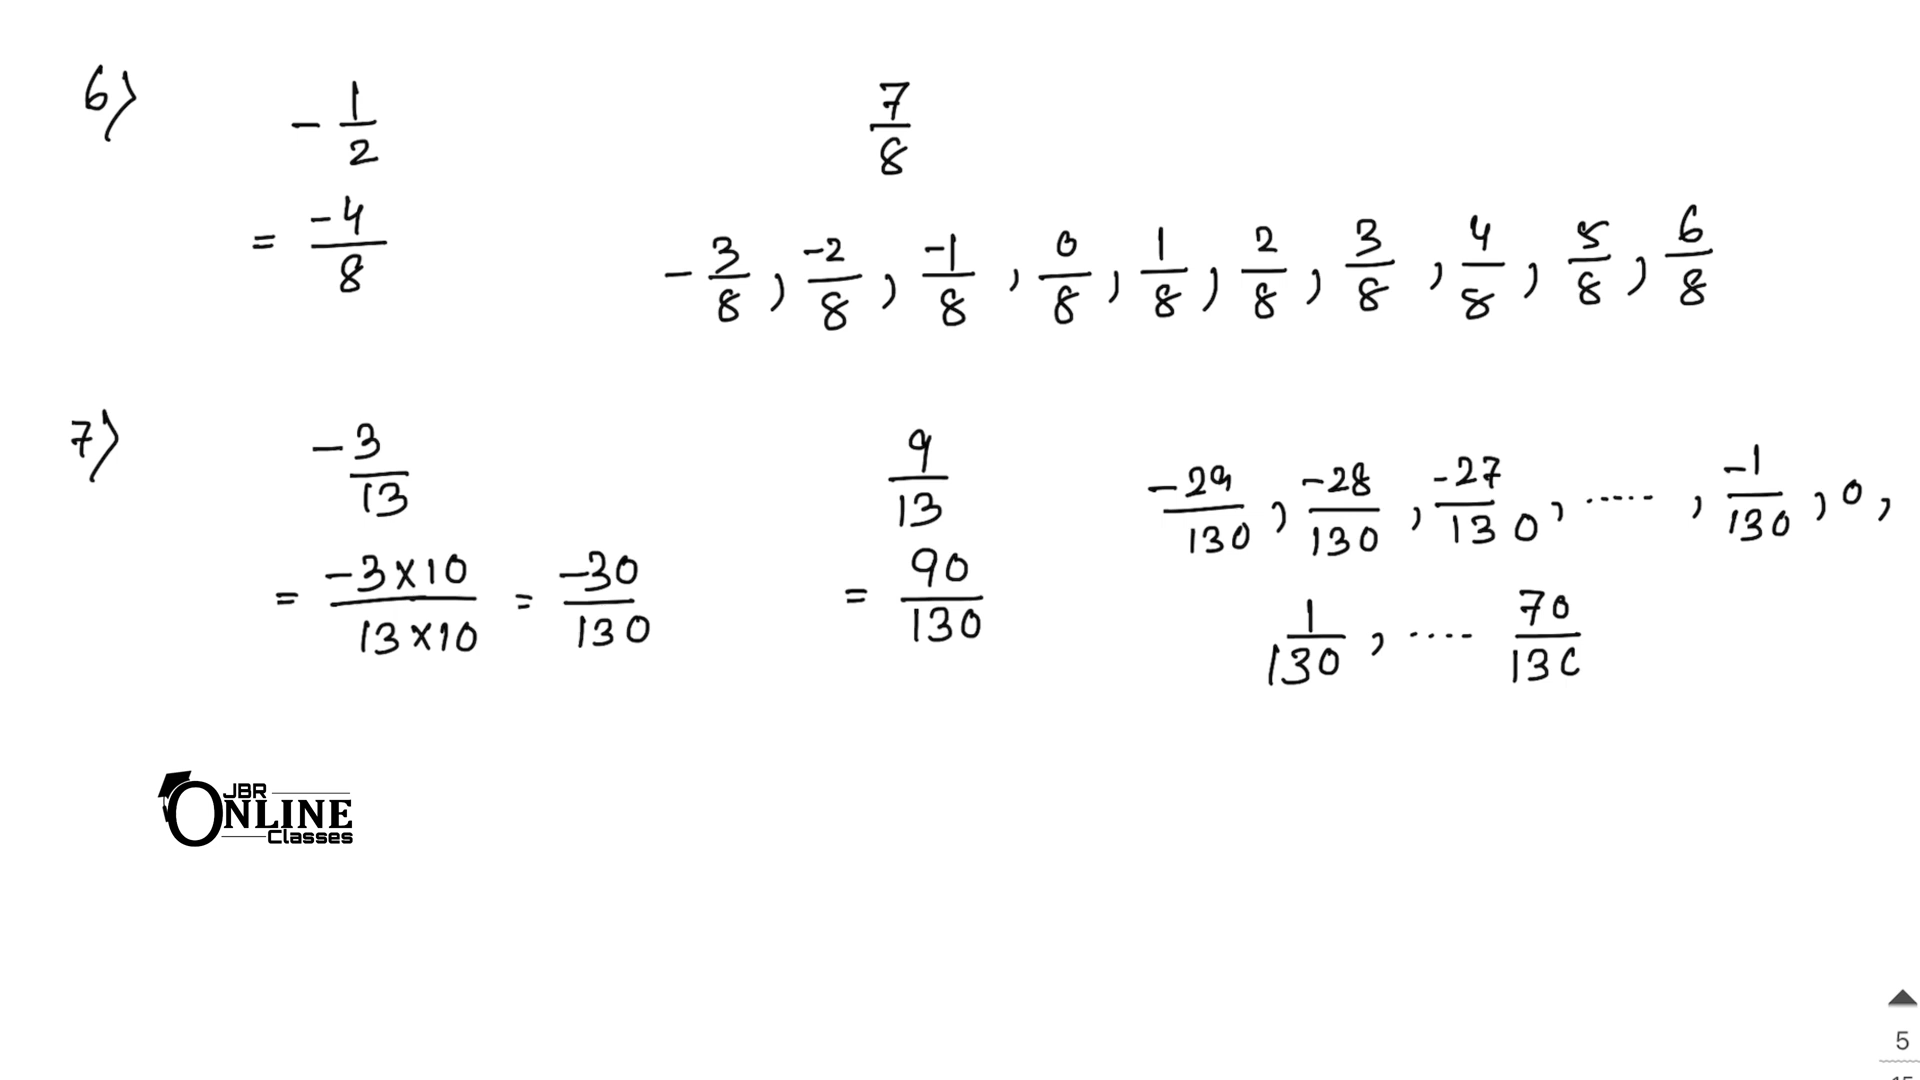 6) -1/2 7/8
= -4/8 -3/8, -2/8, -1/8, 0/8, 1/8, 2/8, 3/8, 4/8, 5/8, 6/8
7) -3/13 9/13 -29/130, -28/130, -27/130, ....., -1/130, 0,
= -3×10/13×10 = -30/130 = 90/130 1/130, .... 70/130
JBR
ONLINE
Classes
5